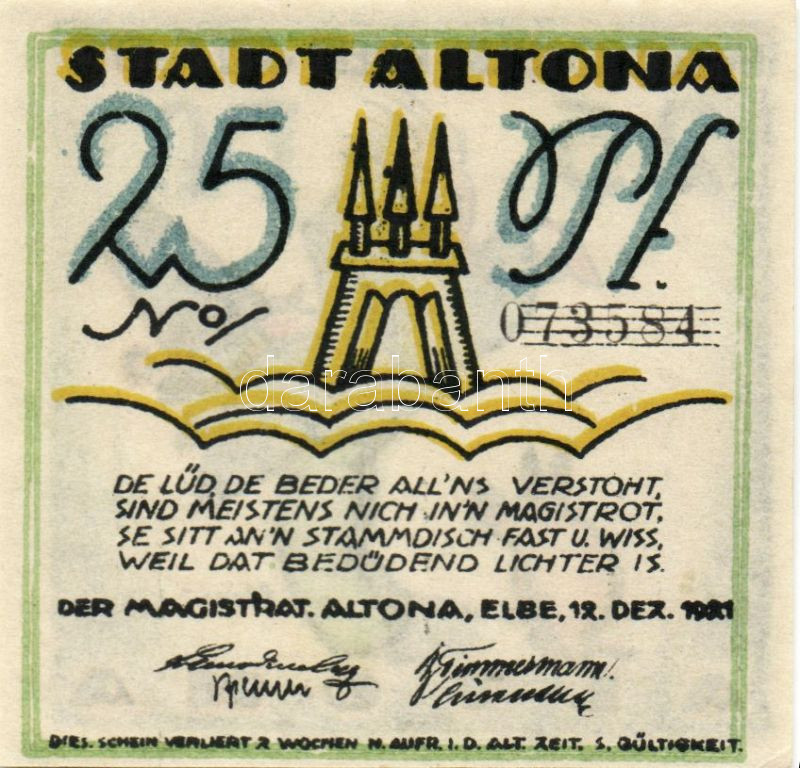 STADT ALTONA
25 Pf.
No/ 073584
darabanth
DE LÜD, DE BEDER ALL'NS VERSTOHT,
SIND MEISTENS NICH IN'N MAGISTROT,
SE SITT AN'N STAMMDISCH FAST U. WISS,
WEIL DAT BEDÜDEND LICHTER IS.
DER MAGISTRAT. ALTONA, ELBE, 12. DEZ. 1921
Timmermann.
DIES. SCHEIN VERLIERT 2 WOCHEN N. AUFR. I. D. ALT. ZEIT. S. GÜLTIGKEIT.